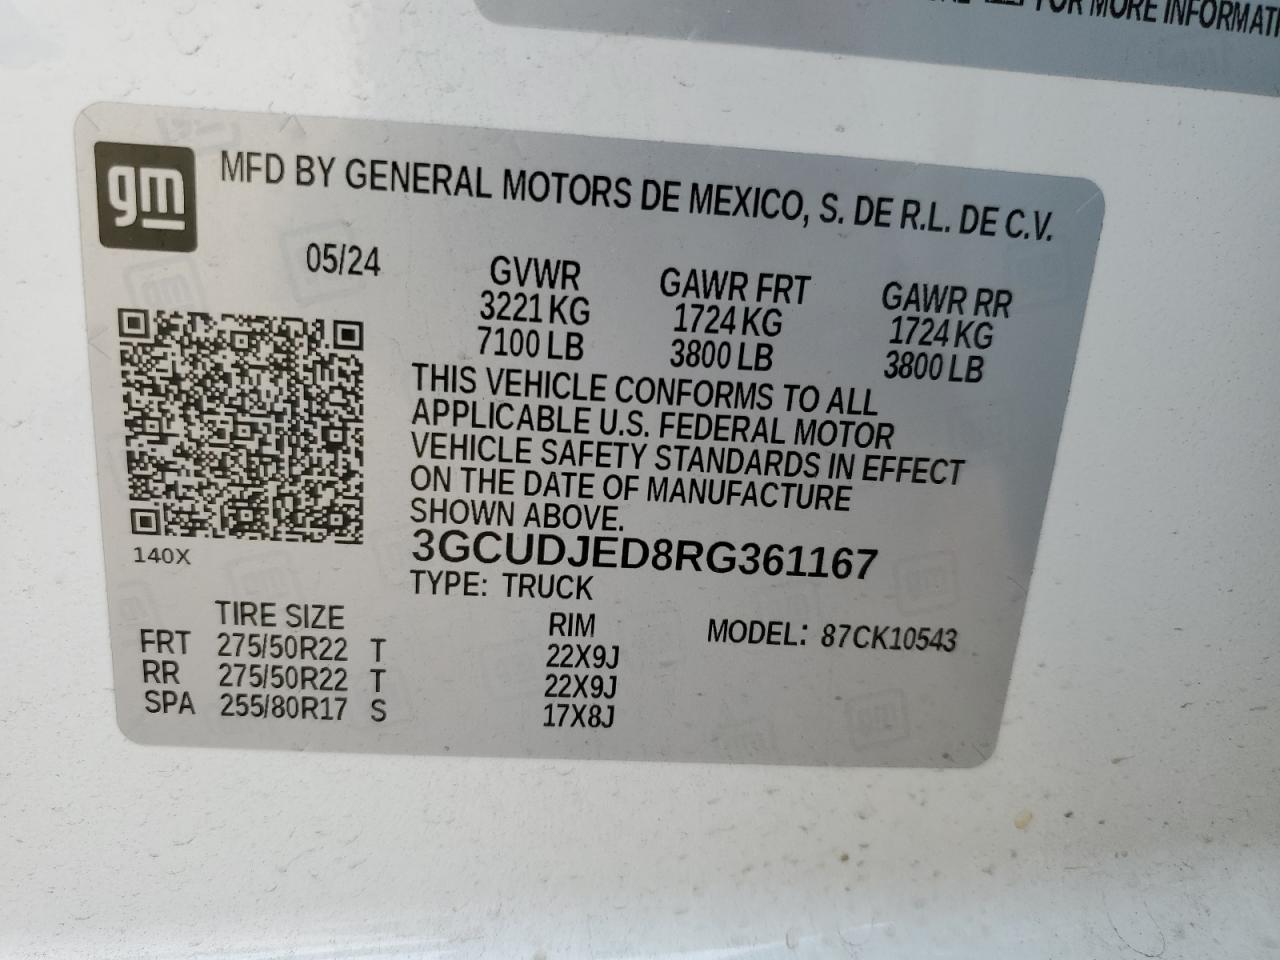 FOR MORE INFORMATI
gm
MFD BY GENERAL MOTORS DE MEXICO, S. DE R.L. DE C.V.
05/24
GVWR GAWR FRT GAWR RR
3221 KG 1724 KG 1724 KG
7100 LB 3800 LB 3800 LB
THIS VEHICLE CONFORMS TO ALL
APPLICABLE U.S. FEDERAL MOTOR
VEHICLE SAFETY STANDARDS IN EFFECT
ON THE DATE OF MANUFACTURE
SHOWN ABOVE.
3GCUDJED8RG361167
140X
TYPE: TRUCK
TIRE SIZE RIM MODEL: 87CK10543
FRT 275/50R22 T 22X9J
RR 275/50R22 T 22X9J
SPA 255/80R17 S 17X8J